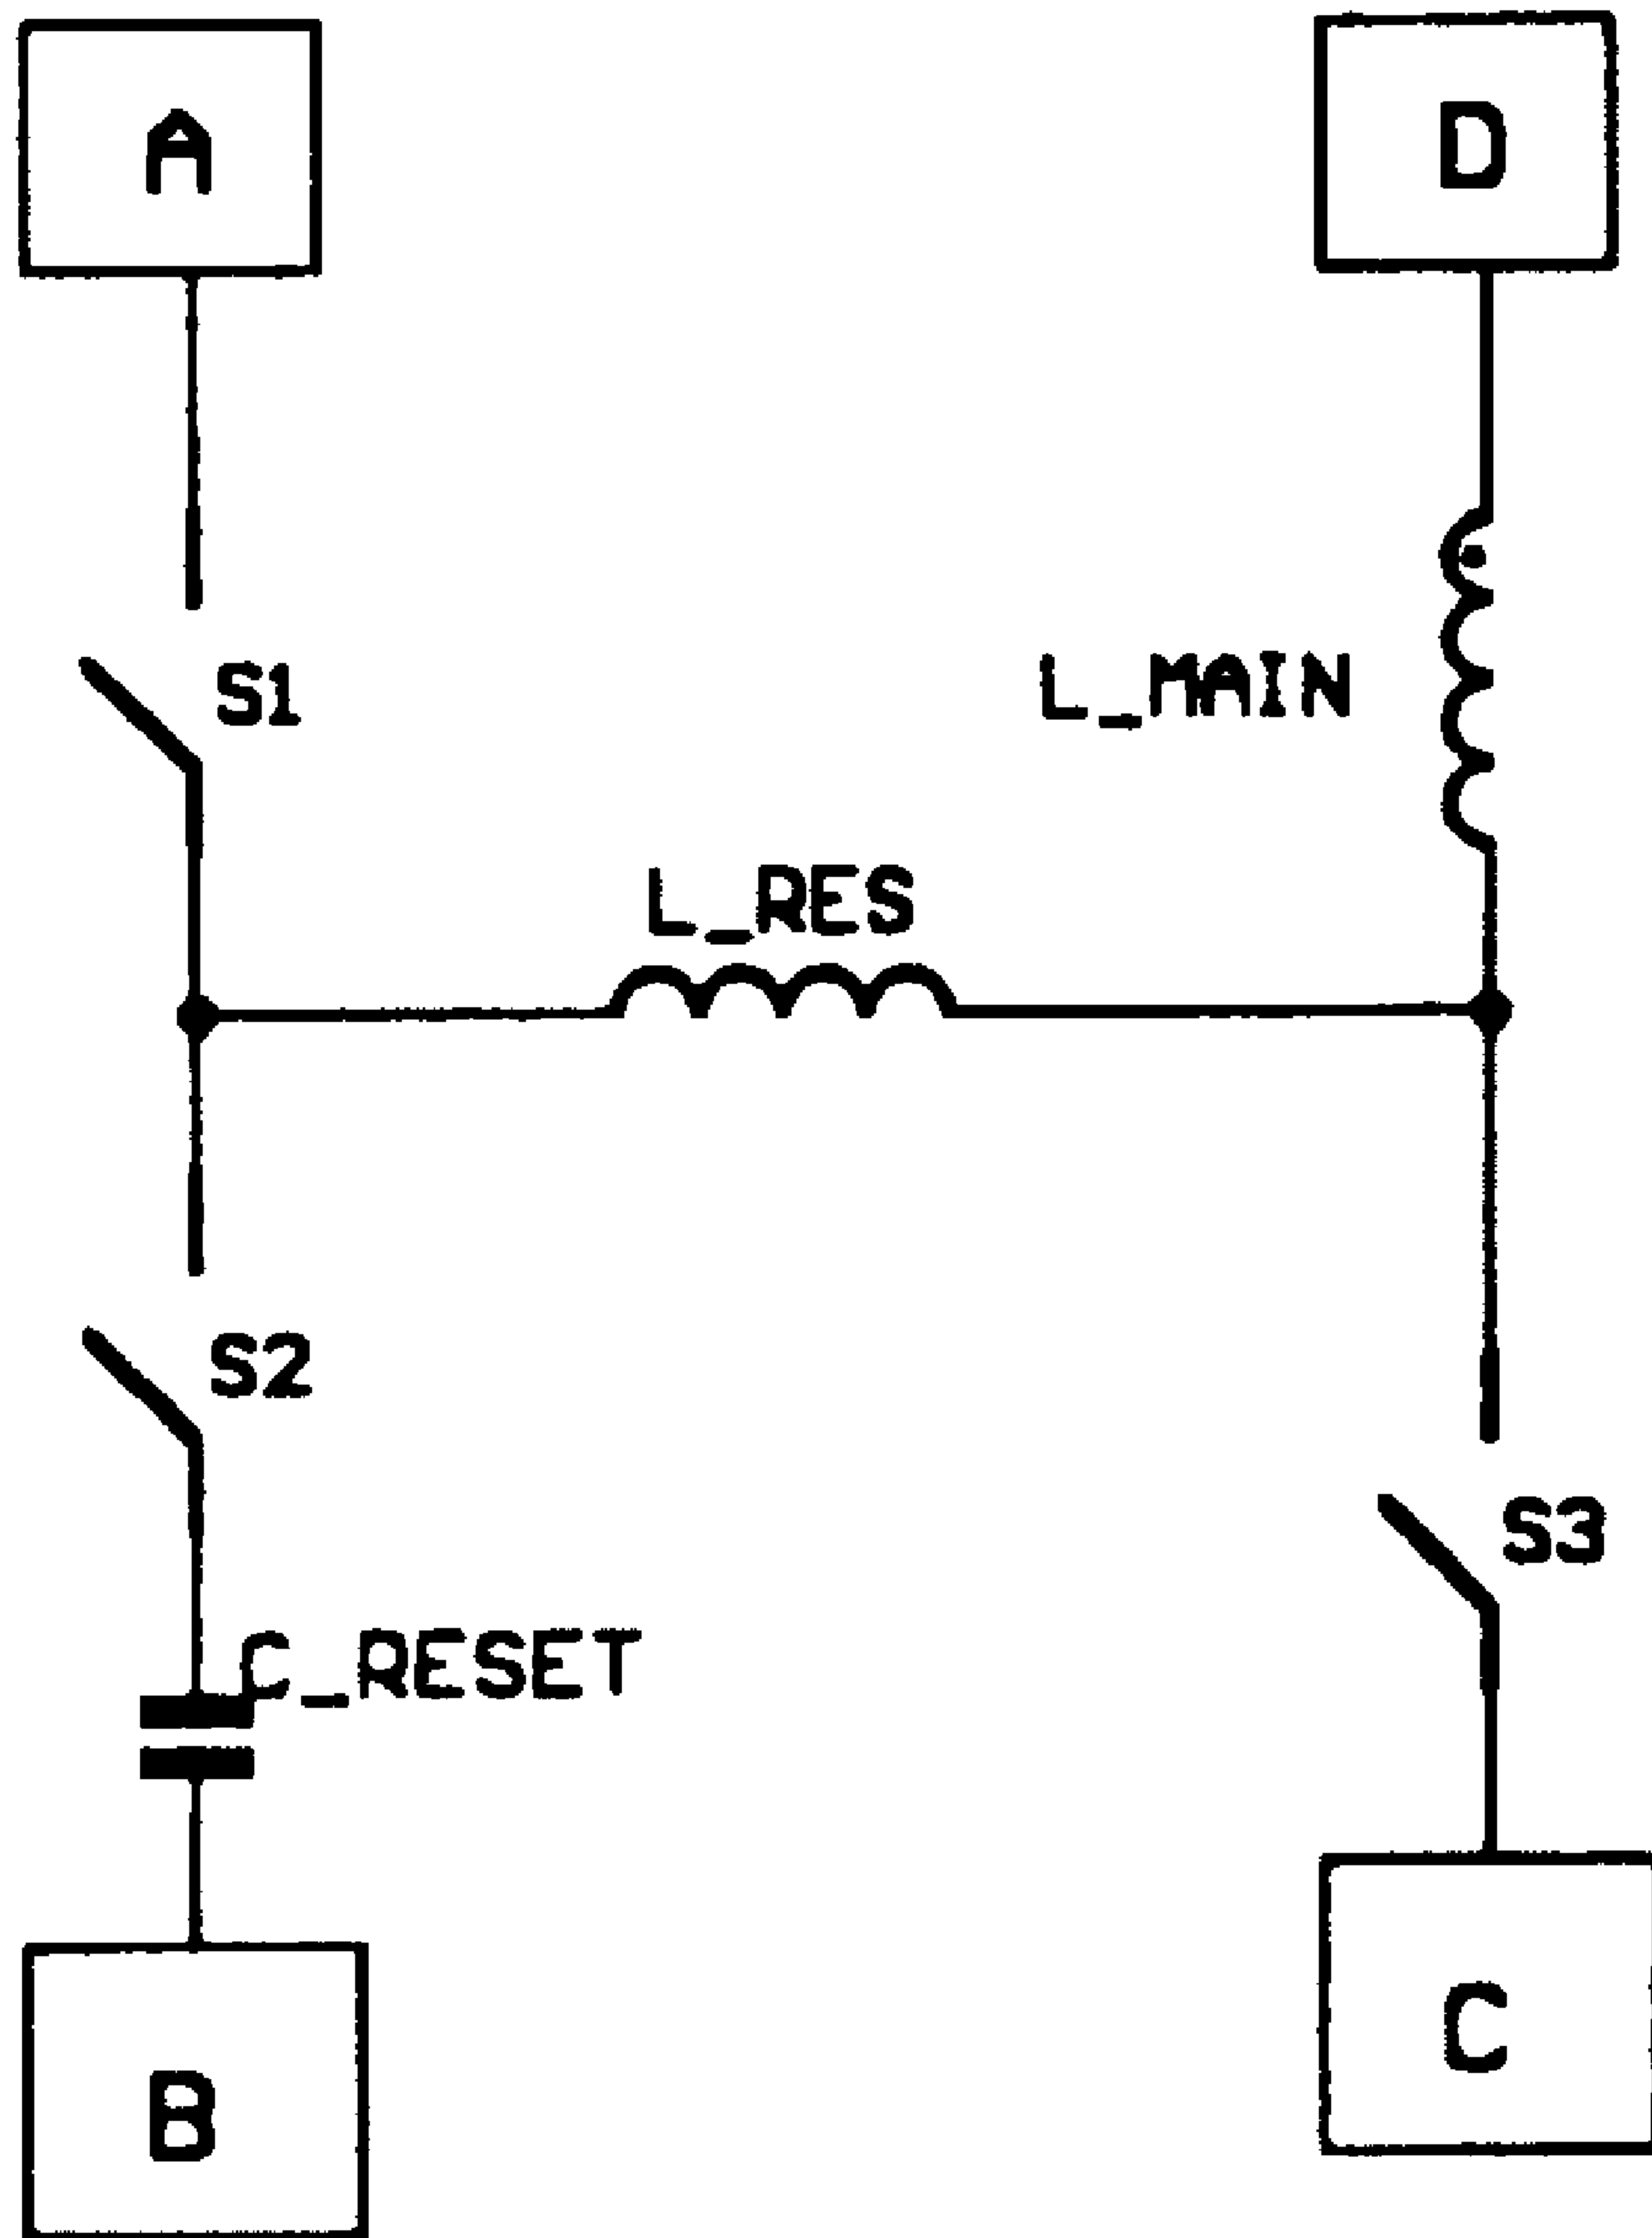 A
D
S1
L_MAIN
L_RES
S2
S3
C_RESET
C
B